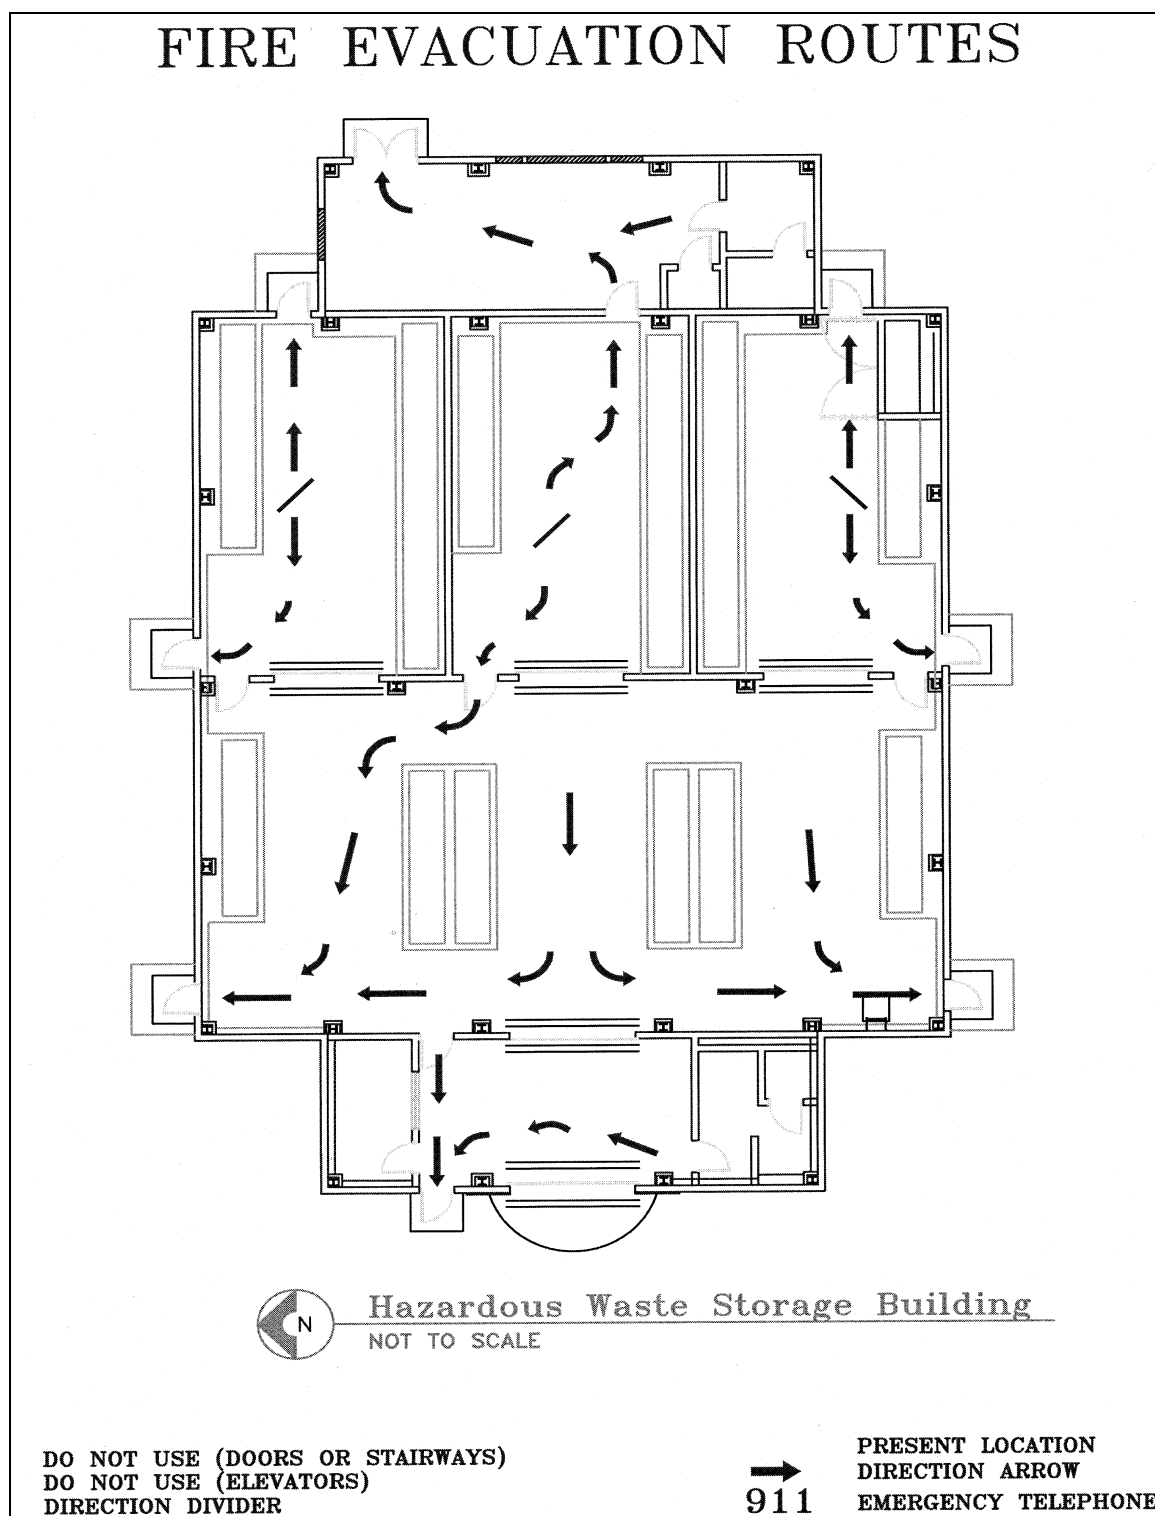 FIRE EVACUATION ROUTES
N
Hazardous Waste Storage Building
NOT TO SCALE
DO NOT USE (DOORS OR STAIRWAYS)
DO NOT USE (ELEVATORS)
DIRECTION DIVIDER
PRESENT LOCATION
DIRECTION ARROW
911 EMERGENCY TELEPHONE